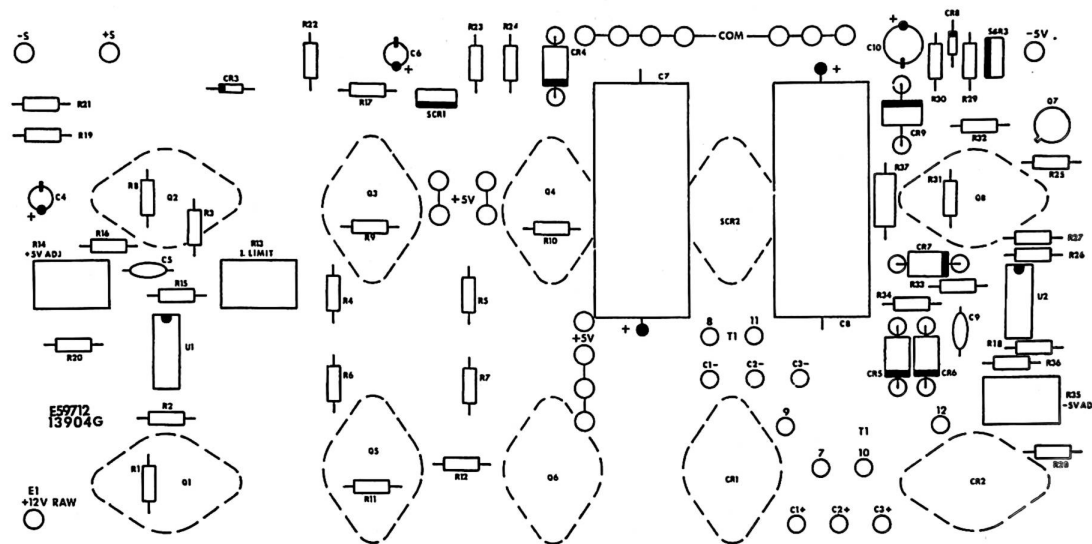 -S
+S
R22
C6
R23
R24
CR4
COM
C10
CR8
-5V
CR3
R17
SCR1
C7
R30
R29
R21
R19
CR9
R32
Q7
R25
C4
R8
Q2
R3
Q3
R9
+5V
Q4
R10
SCR2
R37
R31
Q8
R16
R14
+5V ADJ
C5
R13
I. LIMIT
R15
R27
R26
CR7
R33
R34
U2
R4
R5
R20
U1
+
+5V
8
T1
11
C8
C9
R18
R36
R6
R7
C1-
C2-
C3-
CR5
CR6
R35
-5V ADJ
E59712
13904G
R2
9
12
T1
R1
Q1
Q5
R11
R12
Q6
CR1
7
10
CR2
R28
E1
+12V RAW
C1+
C2+
C3+